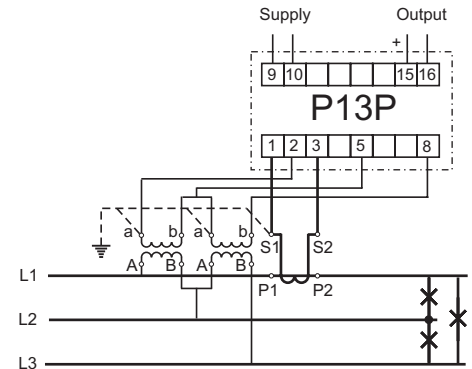 Supply Output
+
9 10 15 16
P13P
1 2 3 5 8
a b a b S1 S2
A B A B
P1 P2
L1
L2
L3